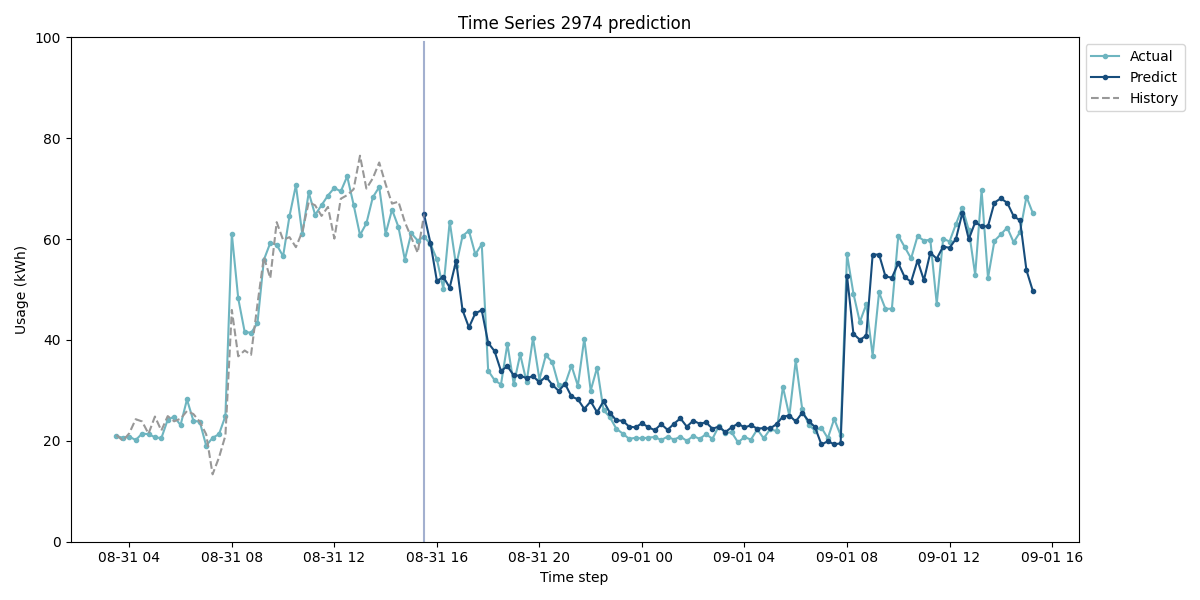 Time Series 2974 prediction
100
80
60
40
20
0
Usage (kWh)
08-31 04
08-31 08
08-31 12
08-31 16
08-31 20
09-01 00
09-01 04
09-01 08
09-01 12
09-01 16
Time step
Actual
Predict
History